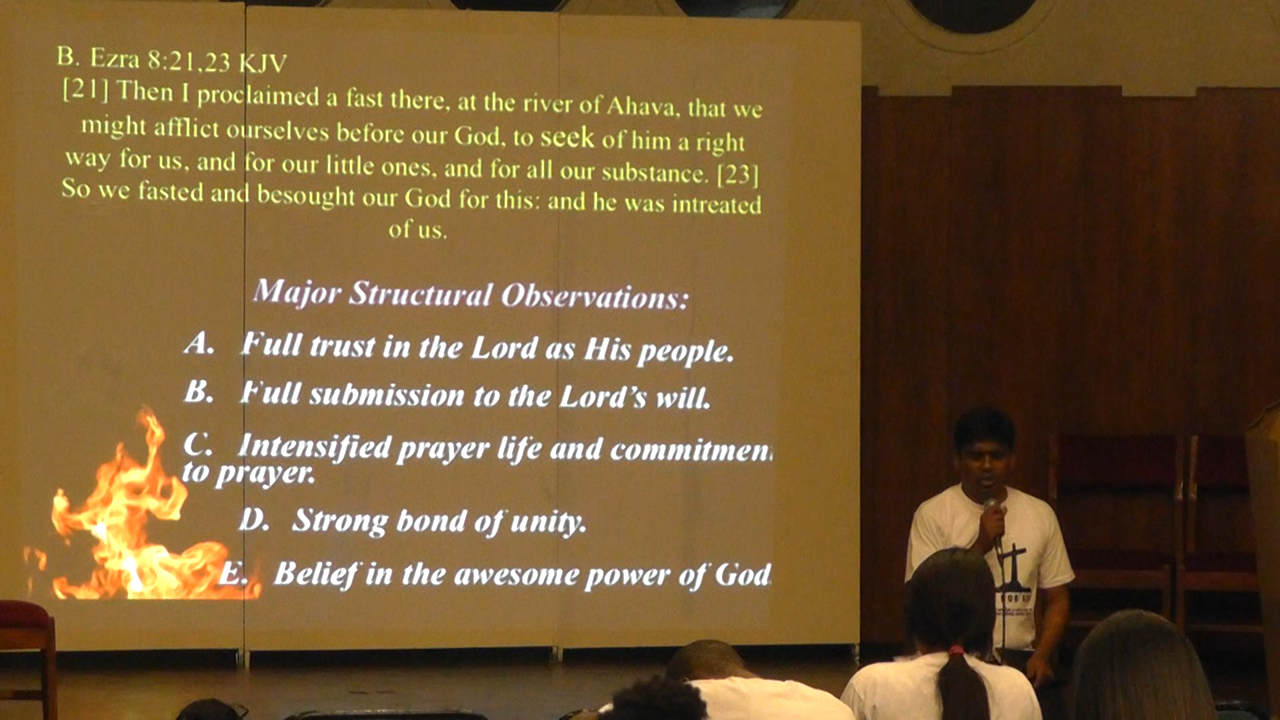 B. Ezra 8:21,23 KJV
[21] Then I proclaimed a fast there, at the river of Ahava, that we
might afflict ourselves before our God, to seek of him a right
way for us, and for our little ones, and for all our substance. [23]
So we fasted and besought our God for this: and he was intreated
of us.
Major Structural Observations:
A. Full trust in the Lord as His people.
B. Full submission to the Lord's will.
C. Intensified prayer life and commitment
to prayer.
D. Strong bond of unity.
E. Belief in the awesome power of God